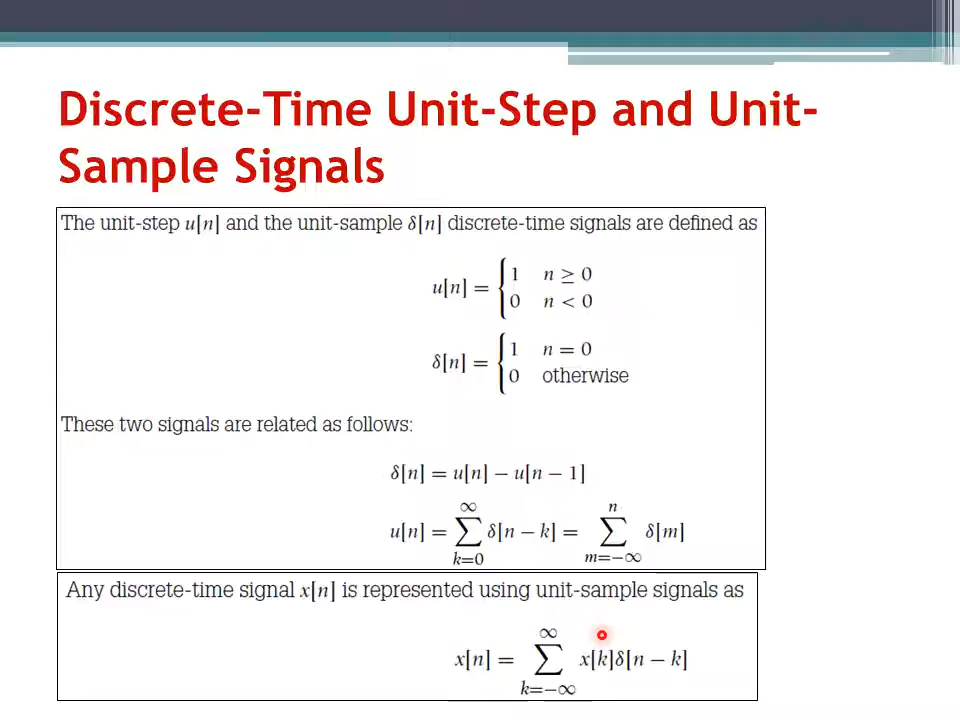 Discrete-Time Unit-Step and Unit-
Sample Signals
The unit-step u[n] and the unit-sample δ[n] discrete-time signals are defined as
u[n] = { 1 n ≥ 0
0 n < 0
δ[n] = { 1 n = 0
0 otherwise
These two signals are related as follows:
δ[n] = u[n] − u[n − 1]
u[n] = ∑_{k=0}^{∞} δ[n − k] = ∑_{m=−∞}^{n} δ[m]
Any discrete-time signal x[n] is represented using unit-sample signals as
x[n] = ∑_{k=−∞}^{∞} x[k]δ[n − k]